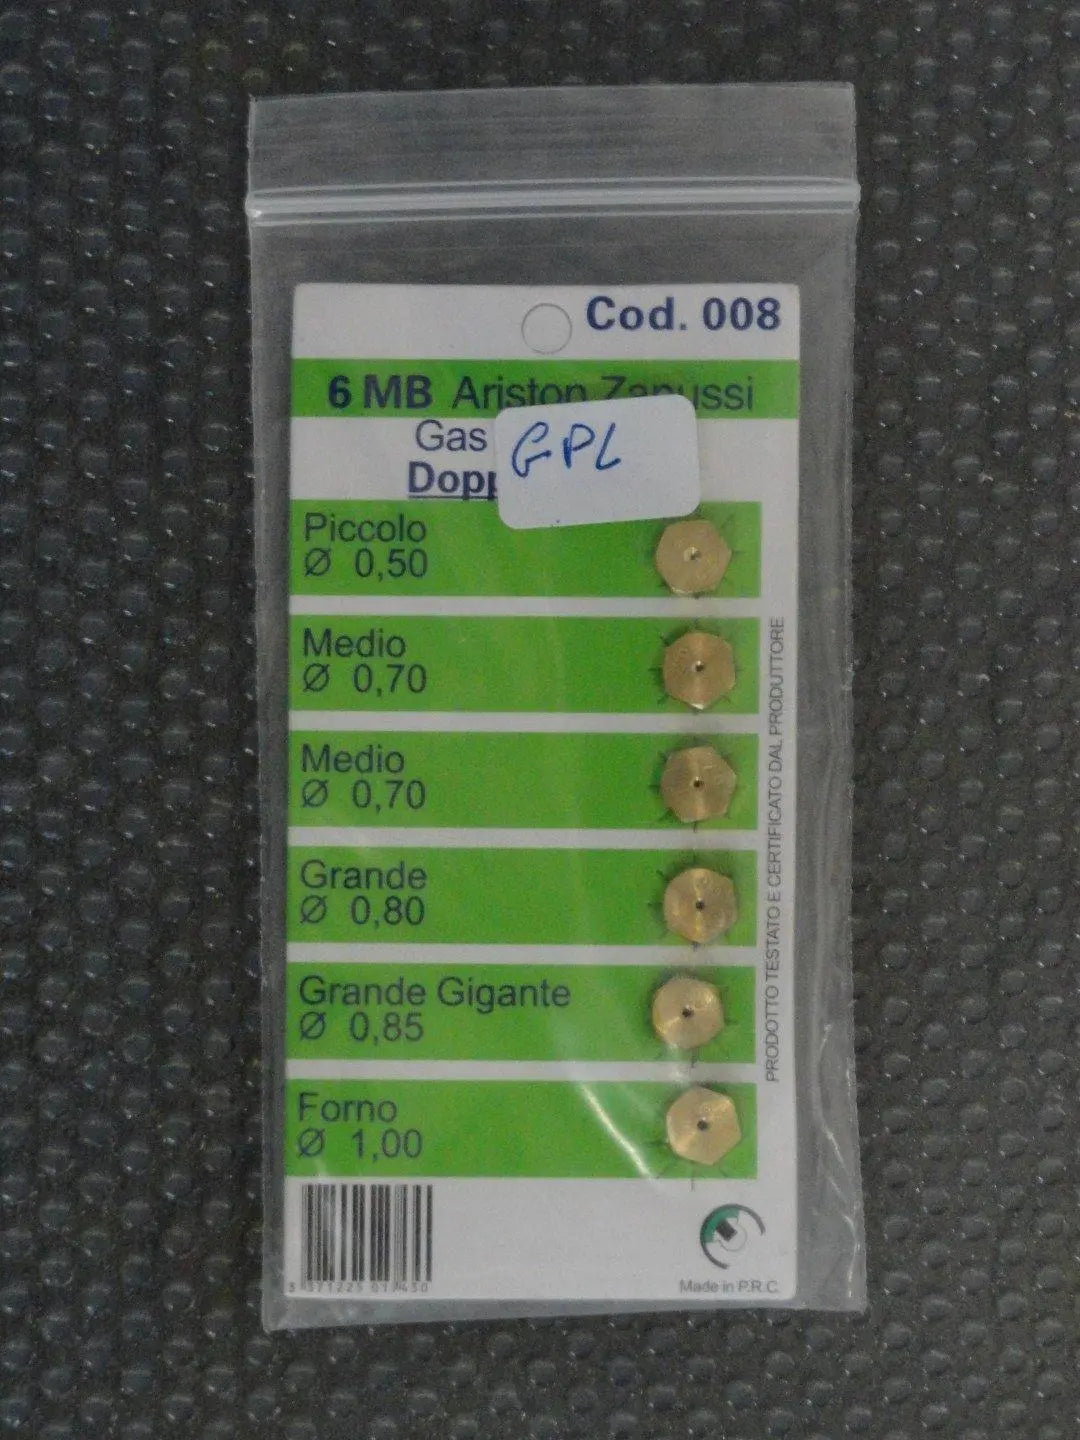 Cod. 008
6 MB Ariston Zanussi
Gas
GPL
Dopp
Piccolo
Ø 0,50
Medio
Ø 0,70
Medio
Ø 0,70
Grande
Ø 0,80
Grande Gigante
Ø 0,85
Forno
Ø 1,00
PRODOTTO TESTATO E CERTIFICATO DAL PRODUTTORE
Made in P.R.C.